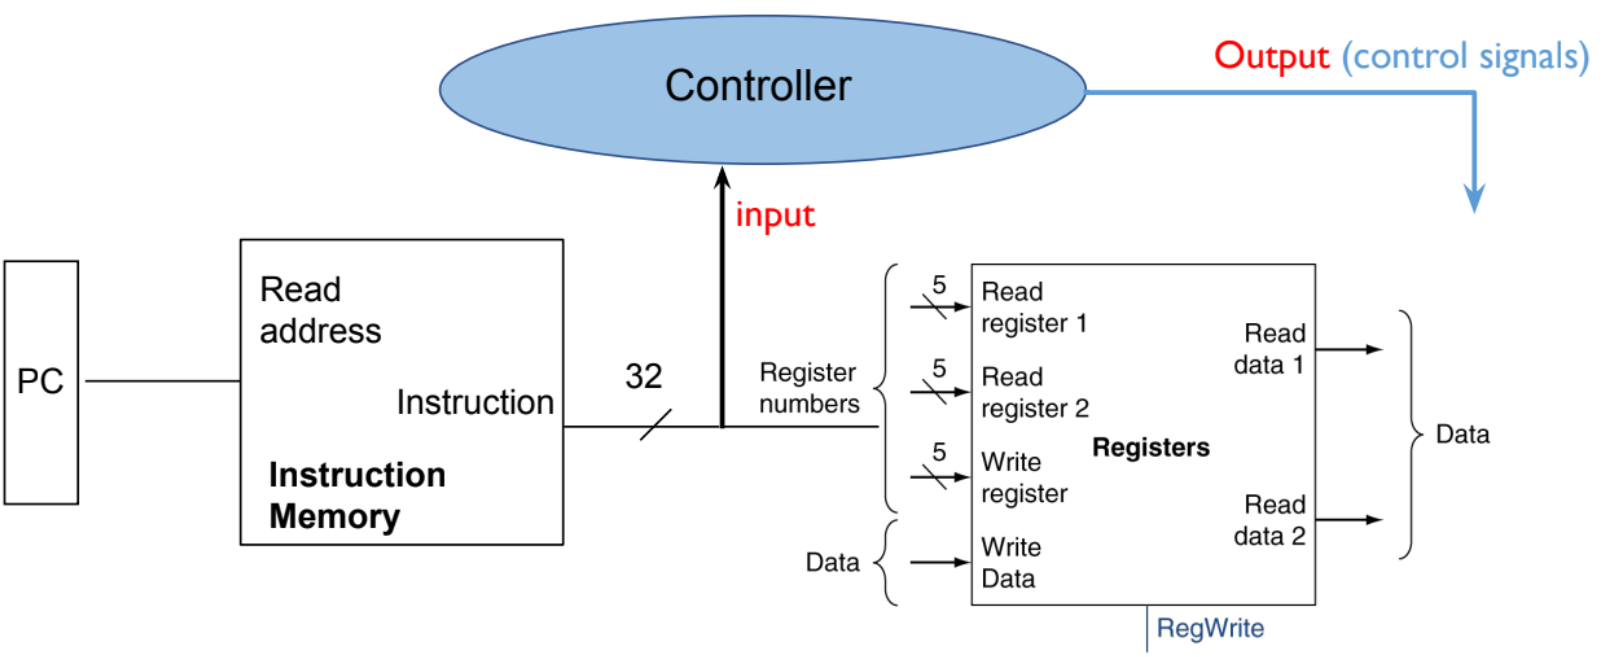 Controller
Output (control signals)
input
PC
Read
address
Instruction
Instruction
Memory
32
Register
numbers
Data
5
5
5
Read
register 1
Read
register 2
Write
register
Write
Data
Registers
Read
data 1
Read
data 2
Data
RegWrite